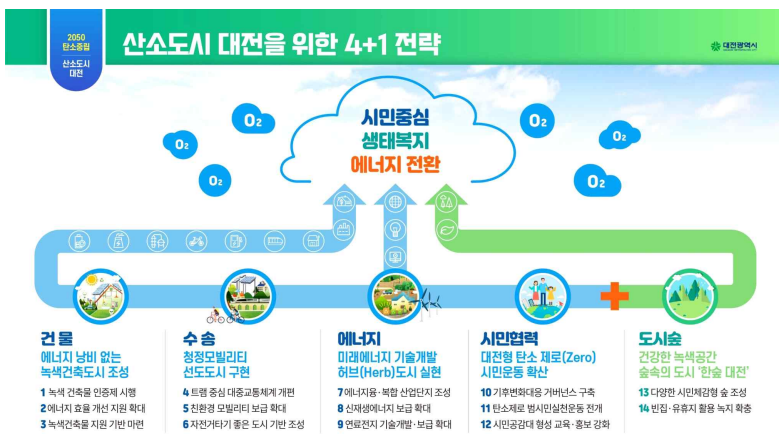 2050
탄소중립
산소도시
대전
산소도시 대전을 위한 4+1 전략
대전광역시
시민중심
생태복지
에너지 전환
O₂
O₂
O₂
O₂
O₂
O₂
건물
에너지 낭비 없는
녹색건축도시 조성
1 녹색 건축물 인증제 시행
2 에너지 효율 개선 지원 확대
3 녹색건축물 지원 기반 마련
수송
청정모빌리티
선도도시 구현
4 트램 중심 대중교통체계 개편
5 친환경 모빌리티 보급 확대
6 자전거타기 좋은 도시 기반 조성
에너지
미래에너지 기술개발
허브(Herb)도시 실현
7 에너지융·복합 산업단지 조성
8 신재생에너지 보급 확대
9 연료전지 기술개발·보급 확대
시민협력
대전형 탄소 제로(Zero)
시민운동 확산
10 기후변화대응 거버넌스 구축
11 탄소제로 범시민실천운동 전개
12 시민공감대 형성 교육·홍보 강화
+
도시숲
건강한 녹색공간
숲속의 도시 '한숲 대전'
13 다양한 시민체감형 숲 조성
14 빈집·유휴지 활용 녹지 확충